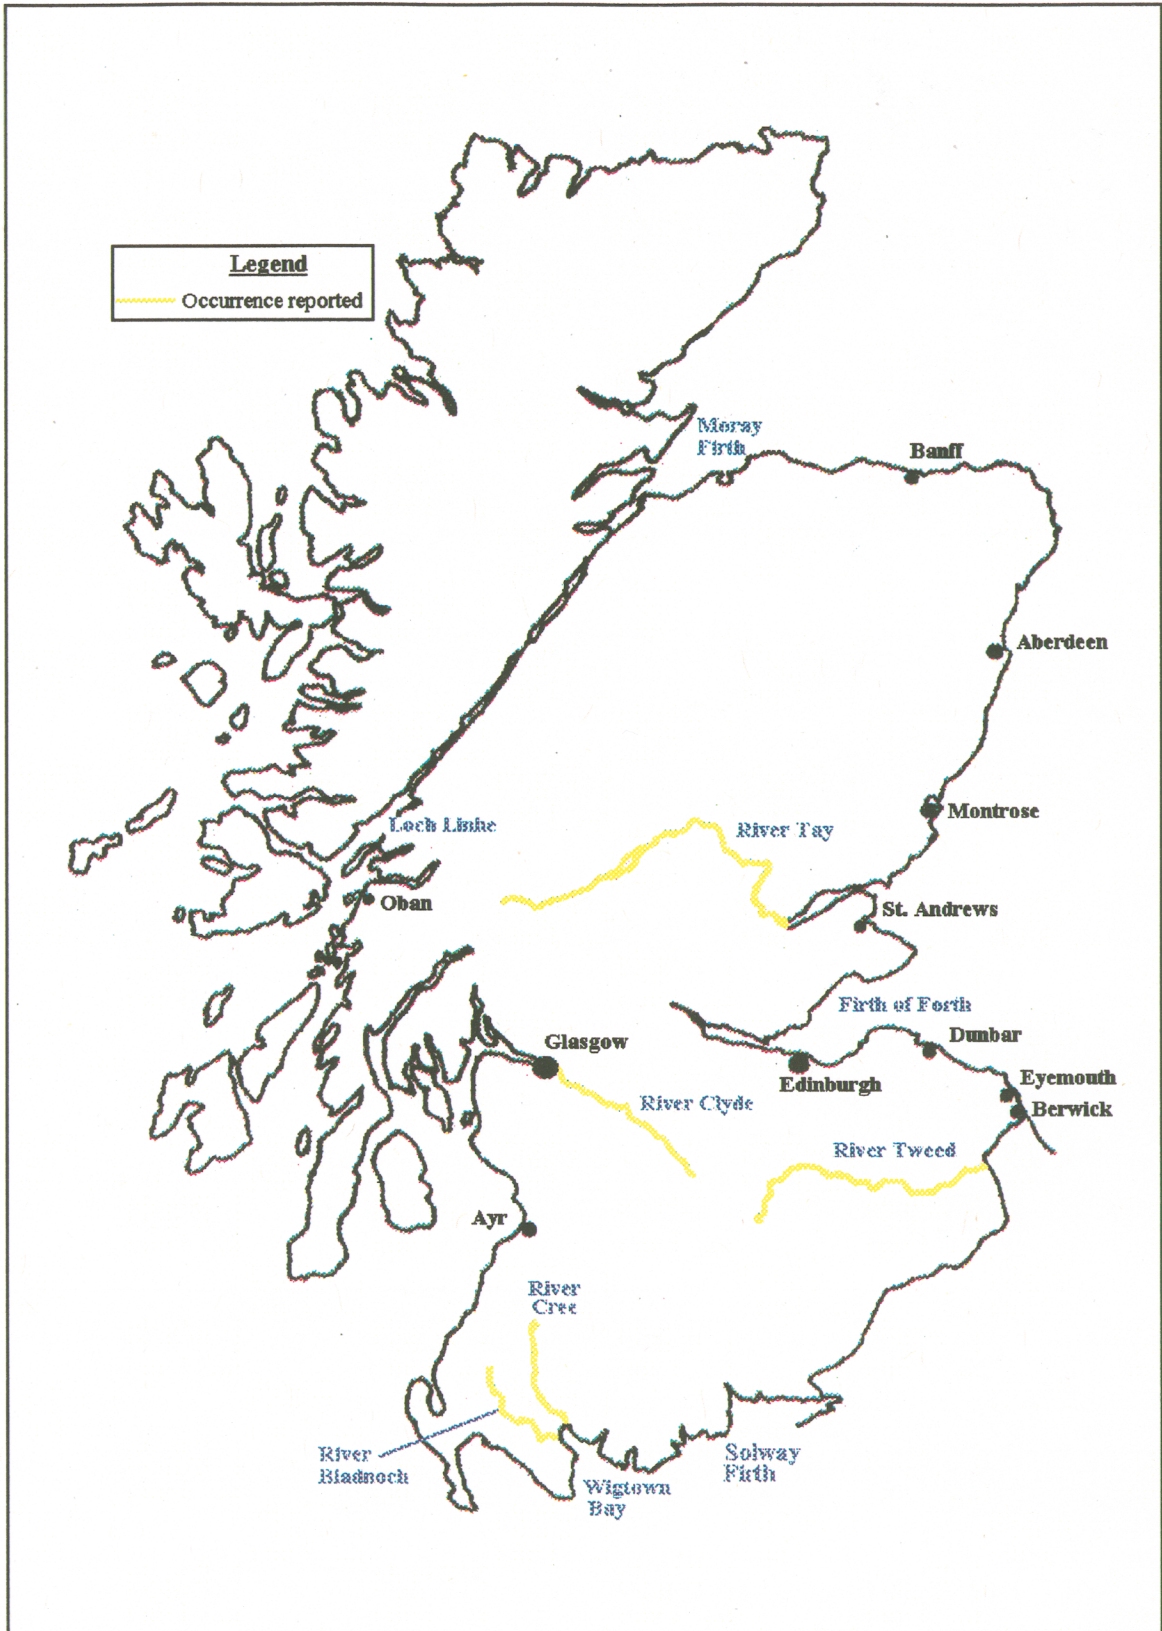 Legend
Occurrence reported
Moray
Firth
Banff
Aberdeen
Montrose
Loch Linhe
River Tay
Oban
St. Andrews
Firth of Forth
Dunbar
Glasgow
Edinburgh
Eyemouth
Berwick
River Clyde
River Tweed
Ayr
River
Cree
River
Bladnoch
Solway
Firth
Wigtown
Bay